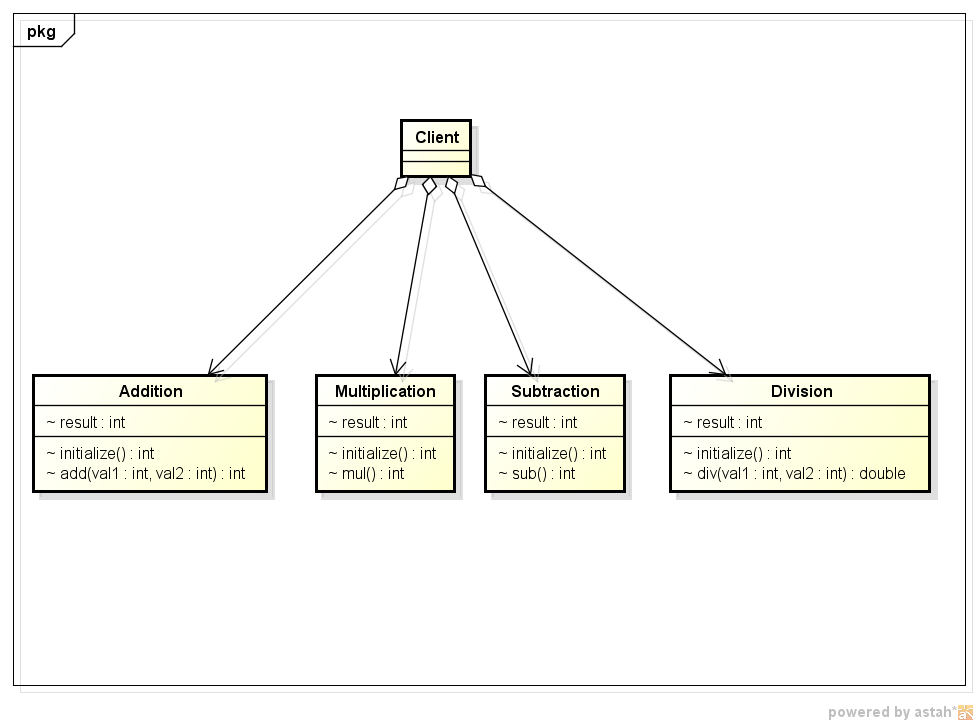 pkg
Client
Addition
~ result : int
~ initialize() : int
~ add(val1 : int, val2 : int) : int
Multiplication
~ result : int
~ initialize() : int
~ mul() : int
Subtraction
~ result : int
~ initialize() : int
~ sub() : int
Division
~ result : int
~ initialize() : int
~ div(val1 : int, val2 : int) : double
powered by astah*